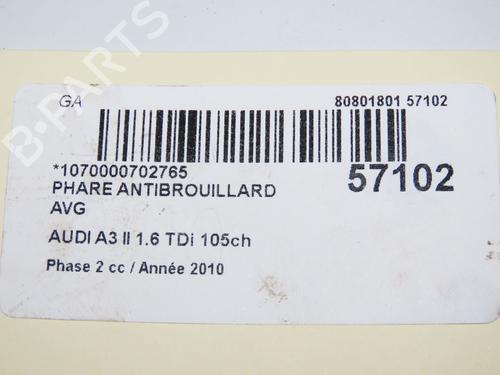 GA
80801801 57102
*1070000702765
57102
PHARE ANTIBROUILLARD
AVG
AUDI A3 II 1.6 TDi 105ch
Phase 2 cc / Année 2010
B-PARTS